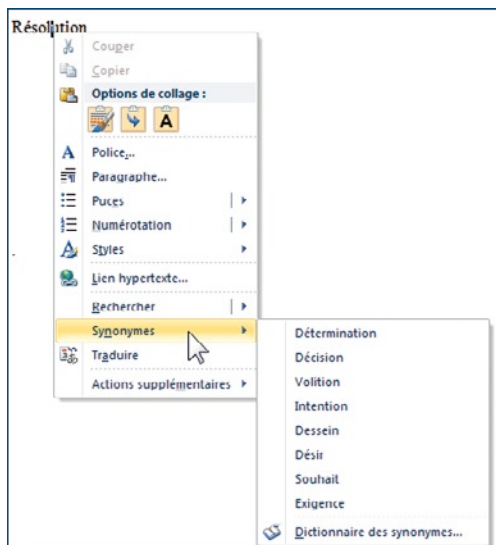 Résolution
Couper
Copier
Options de collage :
A
Police...
Paragraphe...
Puces
Numérotation
Styles
Lien hypertexte...
Rechercher
Synonymes
Traduire
Actions supplémentaires
Détermination
Décision
Volition
Intention
Dessein
Désir
Souhait
Exigence
Dictionnaire des synonymes...